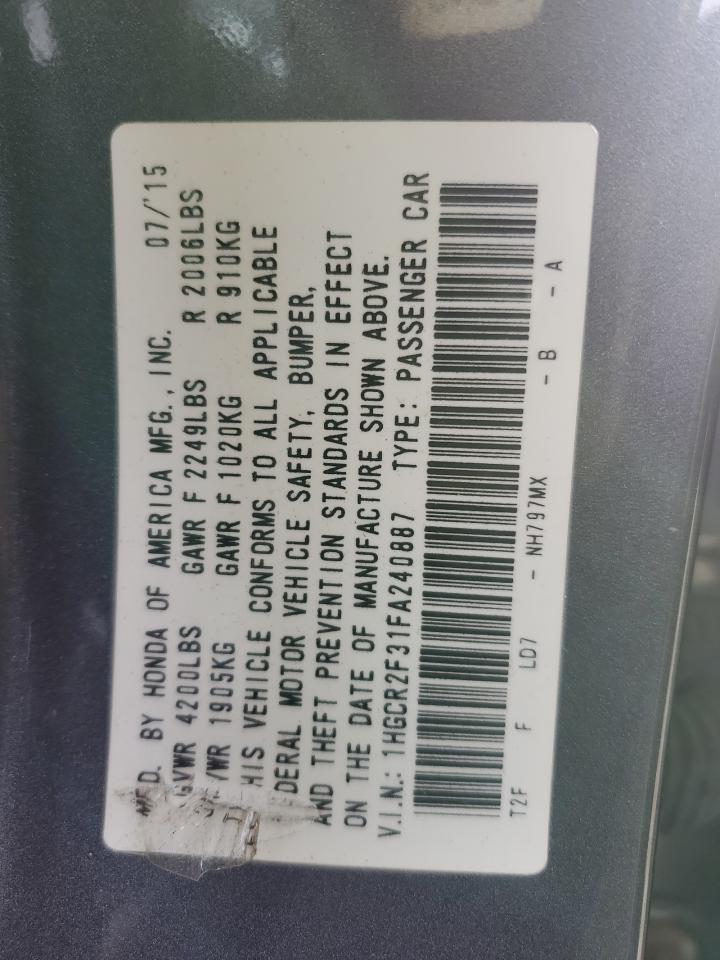 MFD. BY HONDA OF AMERICA MFG., INC. 07/'15
GVWR 4200LBS GAWR F 2249LBS R 2006LBS
GVWR 1905KG GAWR F 1020KG R 910KG
HIS VEHICLE CONFORMS TO ALL APPLICABLE
DERAL MOTOR VEHICLE SAFETY, BUMPER,
AND THEFT PREVENTION STANDARDS IN EFFECT
ON THE DATE OF MANUFACTURE SHOWN ABOVE.
V.I.N.: 1HGCR2F31FA240887 TYPE: PASSENGER CAR
T2F F LD7 - NH797MX - B - A